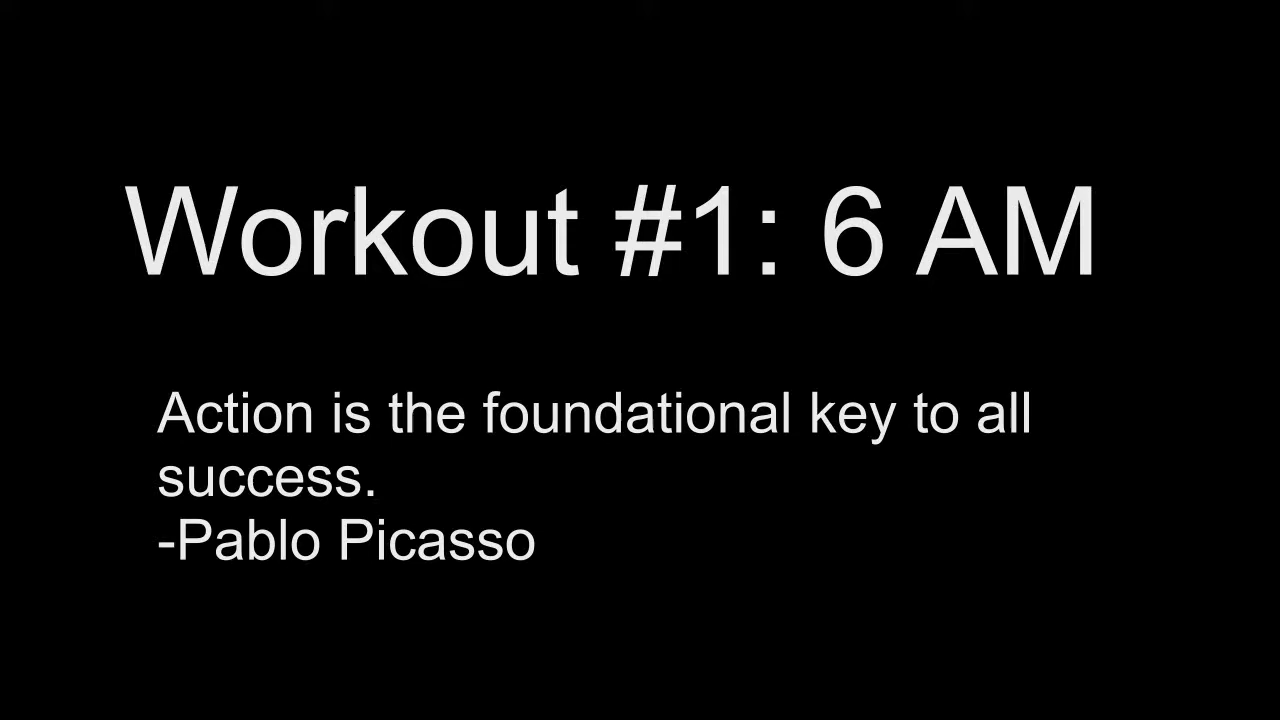 Workout #1: 6 AM
Action is the foundational key to all
success.
-Pablo Picasso